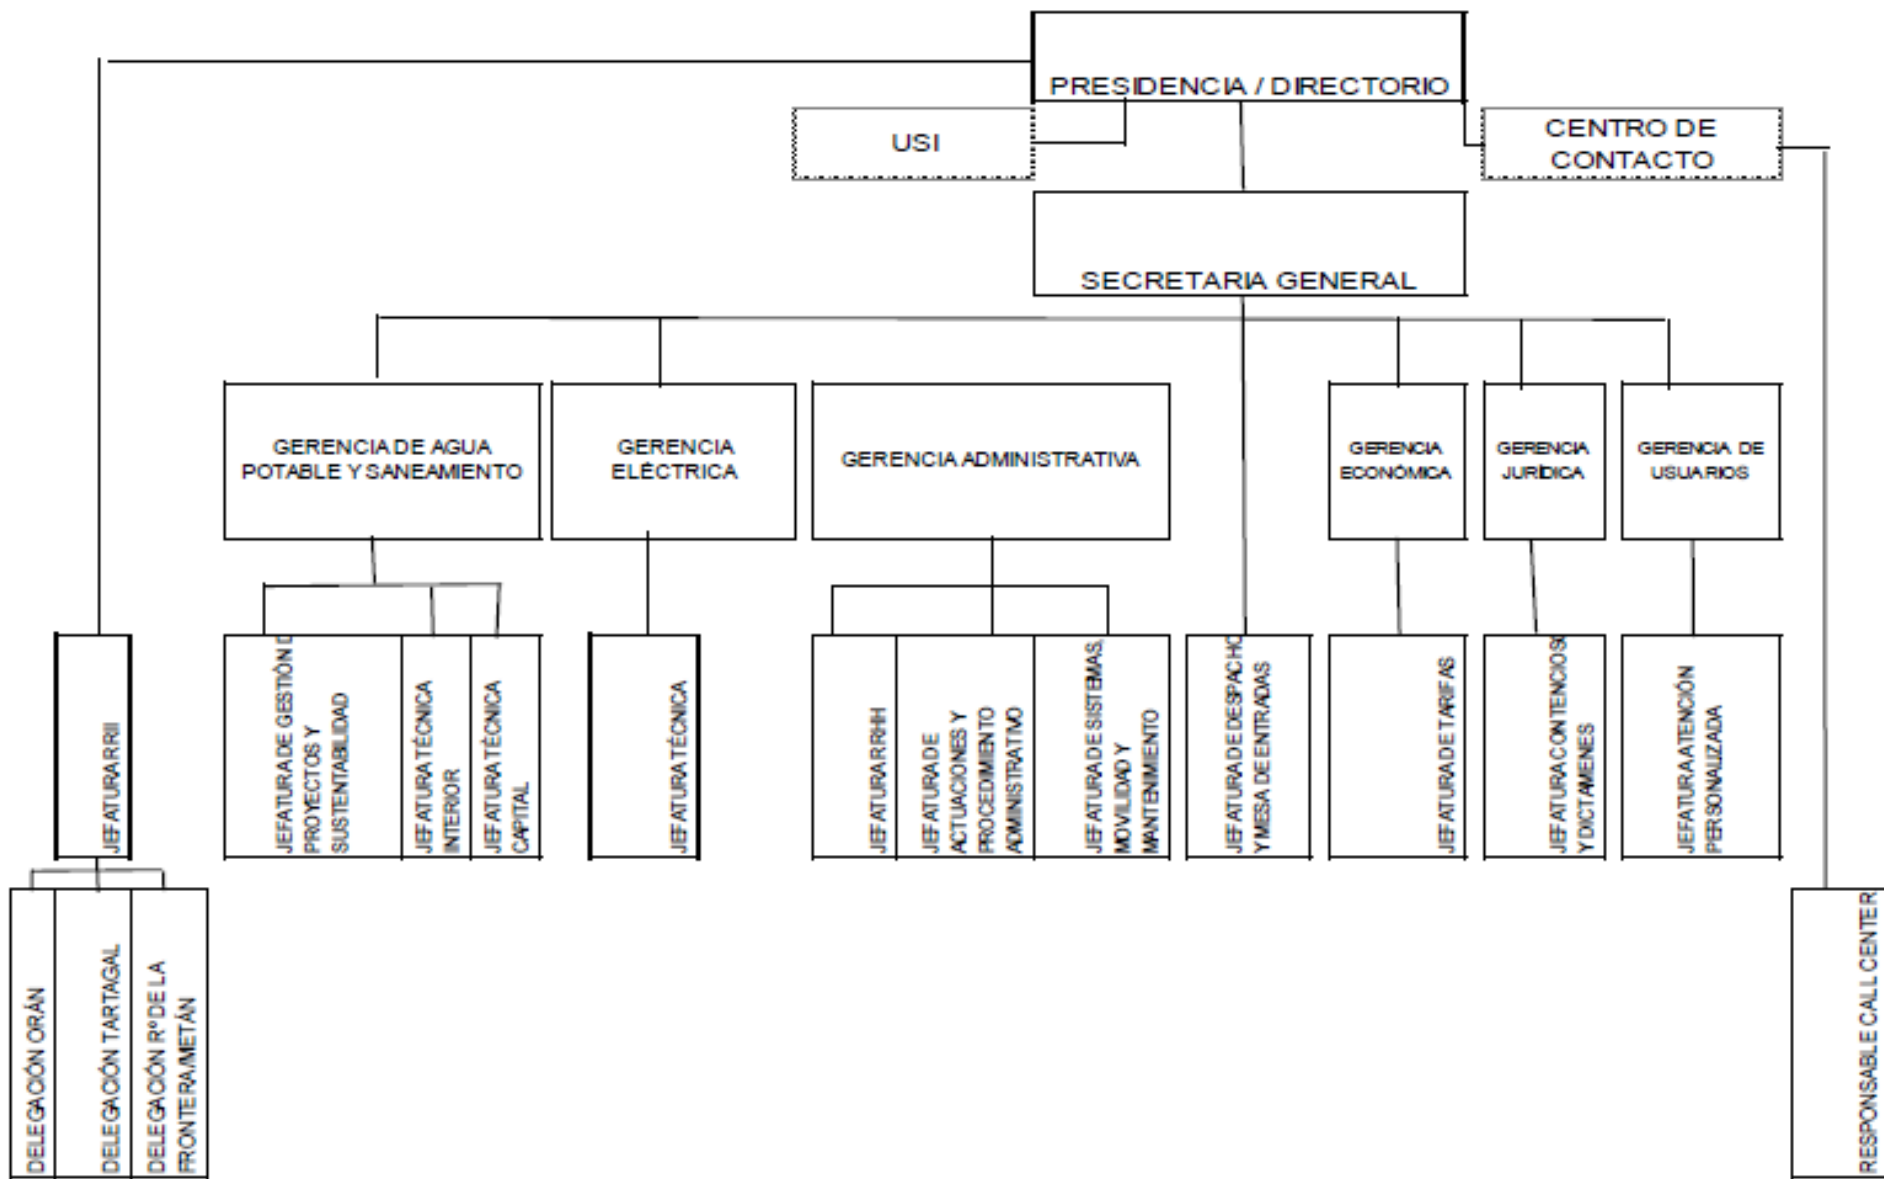 PRESIDENCIA / DIRECTORIO
USI
CENTRO DE
CONTACTO
SECRETARIA GENERAL
GERENCIA DE AGUA
POTABLE Y SANEAMIENTO
GERENCIA
ELÉCTRICA
GERENCIA ADMINISTRATIVA
GERENCIA
ECONÓMICA
GERENCIA
JURÍDICA
GERENCIA DE
USUARIOS
JEFATURA RRII
JEFATURA DE GESTIÓN D
PROYECTOS Y
SUSTENTABILIDAD
JEFATURA TÉCNICA
INTERIOR
JEFATURA TÉCNICA
CAPITAL
JEFATURA TÉCNICA
JEFATURA RRHH
JEFATURA DE
ACTUACIONES Y
PROCEDIMIENTO
ADMINISTRATIVO
JEFATURA DE SISTEMAS,
MOVILIDAD Y
MANTENIMIENTO
JEFATURA DE DESPACHO
Y MESA DE ENTRADAS
JEFATURA DE TARIFAS
JEFATURA CONTENCIOSO
Y DICTAMENES
JEFATURA ATENCIÓN
PERSONALIZADA
DELEGACIÓN ORÁN
DELEGACIÓN TARTAGAL
DELEGACIÓN Rº DE LA
FRONTERA/METÁN
RESPONSABLE CALL CENTER